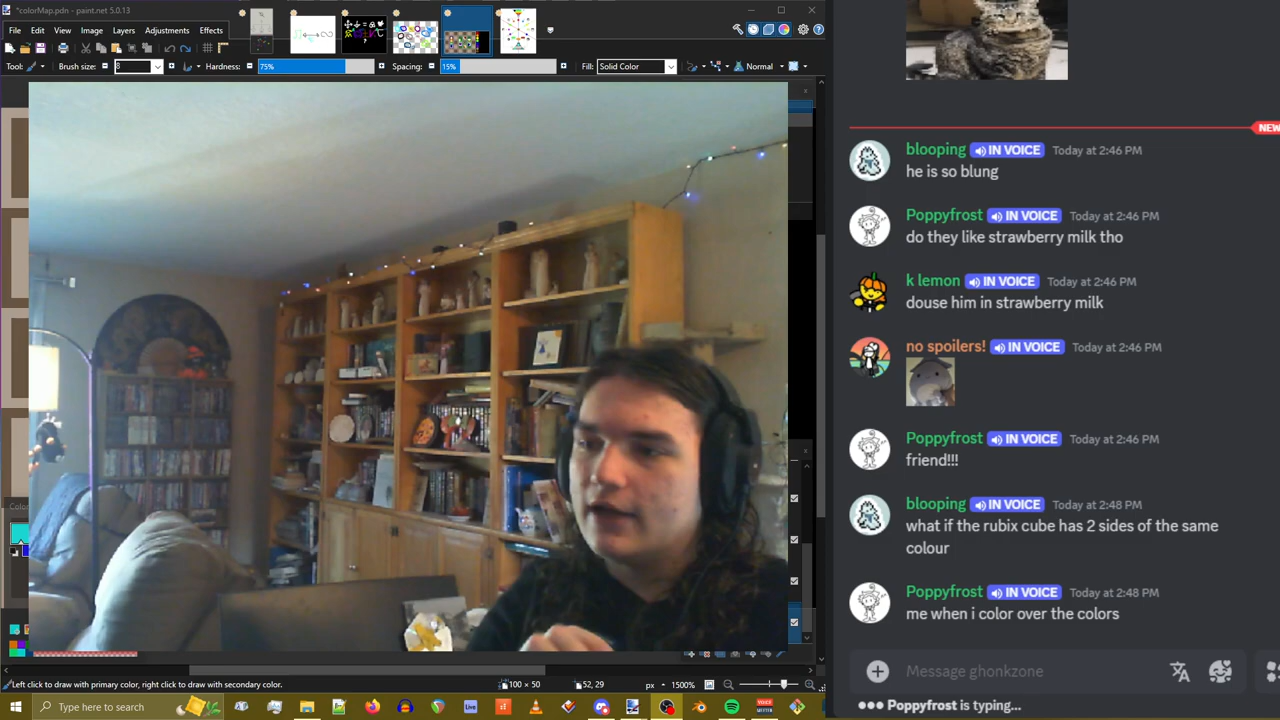 *colorMap.pdn - paint.net 5.0.13
File Edit View Image Layers Adjustments Effects
Tool: Brush size: 8 Hardness: 75% Spacing: 15% Fill: Solid Color Normal
NEW
blooping IN VOICE Today at 2:46 PM
he is so blung
Poppyfrost IN VOICE Today at 2:46 PM
do they like strawberry milk tho
k lemon IN VOICE Today at 2:46 PM
douse him in strawberry milk
no spoilers! IN VOICE Today at 2:46 PM
Poppyfrost IN VOICE Today at 2:46 PM
friend!!!
blooping IN VOICE Today at 2:48 PM
what if the rubix cube has 2 sides of the same
colour
Poppyfrost IN VOICE Today at 2:48 PM
me when i color over the colors
Message ghonkzone
Poppyfrost is typing...
Left click to draw with primary color, right click to draw with secondary color. 100 × 50 52, 29 px 1500%
Type here to search
Live